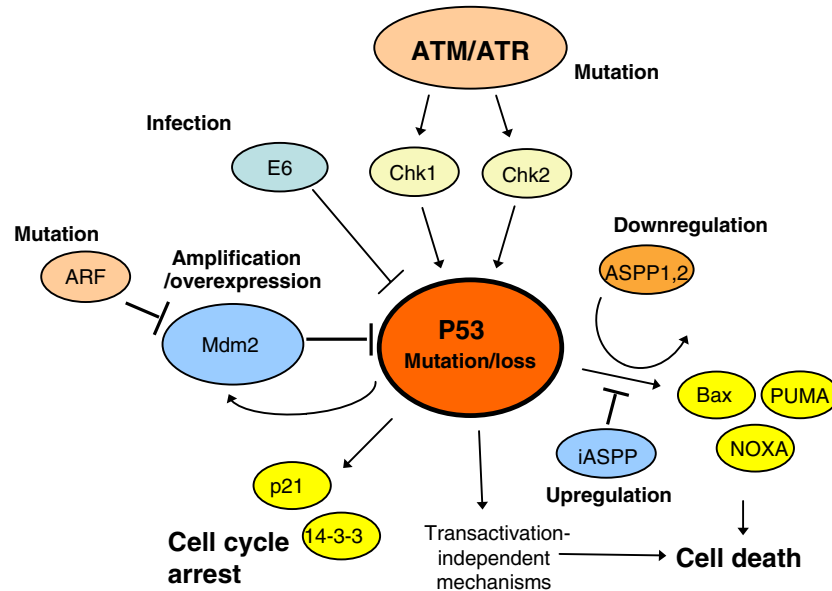 ATM/ATR
Mutation
Infection
E6
Chk1
Chk2
Downregulation
Mutation
Amplification
/overexpression)
ASPP1,2
ARF
P53
Mdm2
Mutation/loss
Bax
PUMA
NOXA
iASPP
p21
Upregulation
14-3-3
Cell cycle
arrest
Transactivation-
independent
mechanisms
Cell death